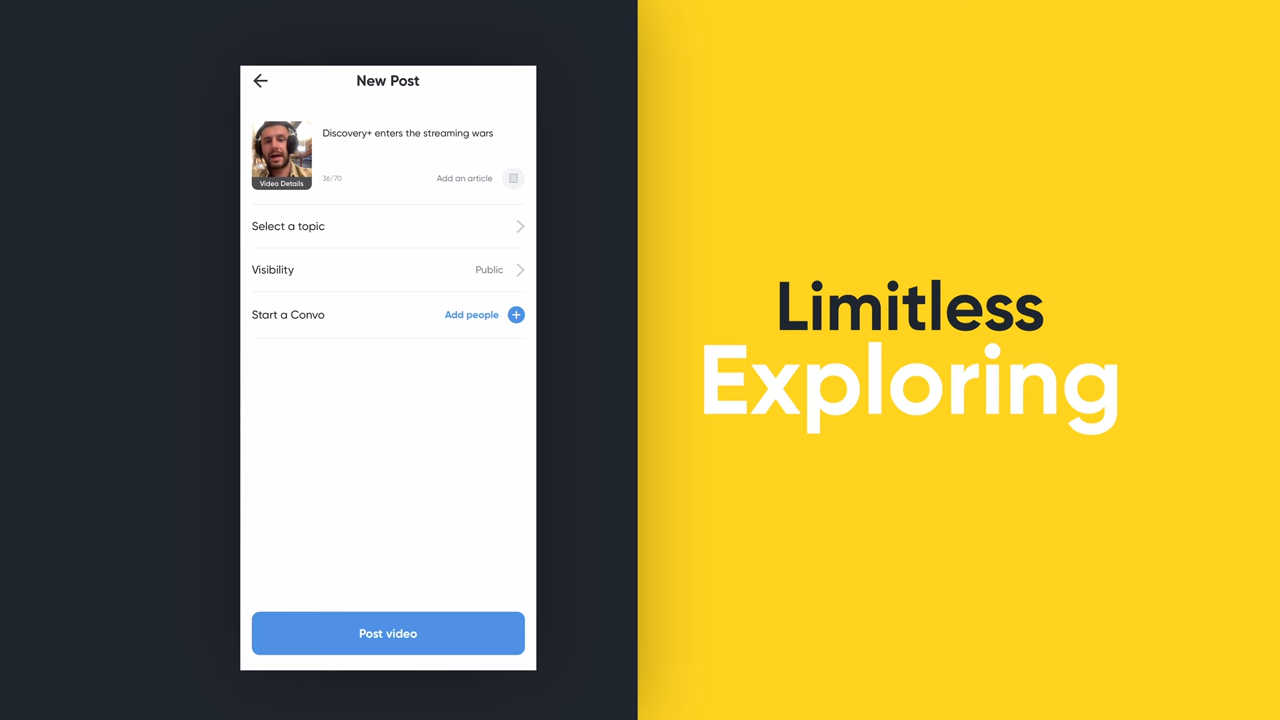 New Post
Discovery+ enters the streaming wars
Video Details
36/70
Add an article
Select a topic
Visibility
Public
Start a Convo
Add people
Post video
Limitless
Exploring